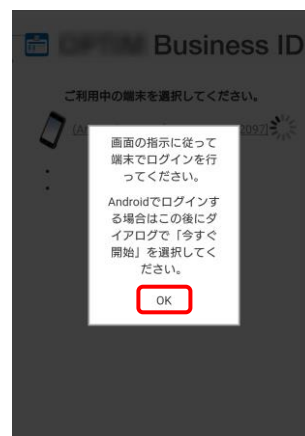 Business ID
ご利用中の端末を選択してください。
2097]
画面の指示に従って
端末でログインを行
ってください。
Androidでログインす
る場合はこの後にダ
イアログで「今すぐ
開始」を選択してく
ださい。
OK